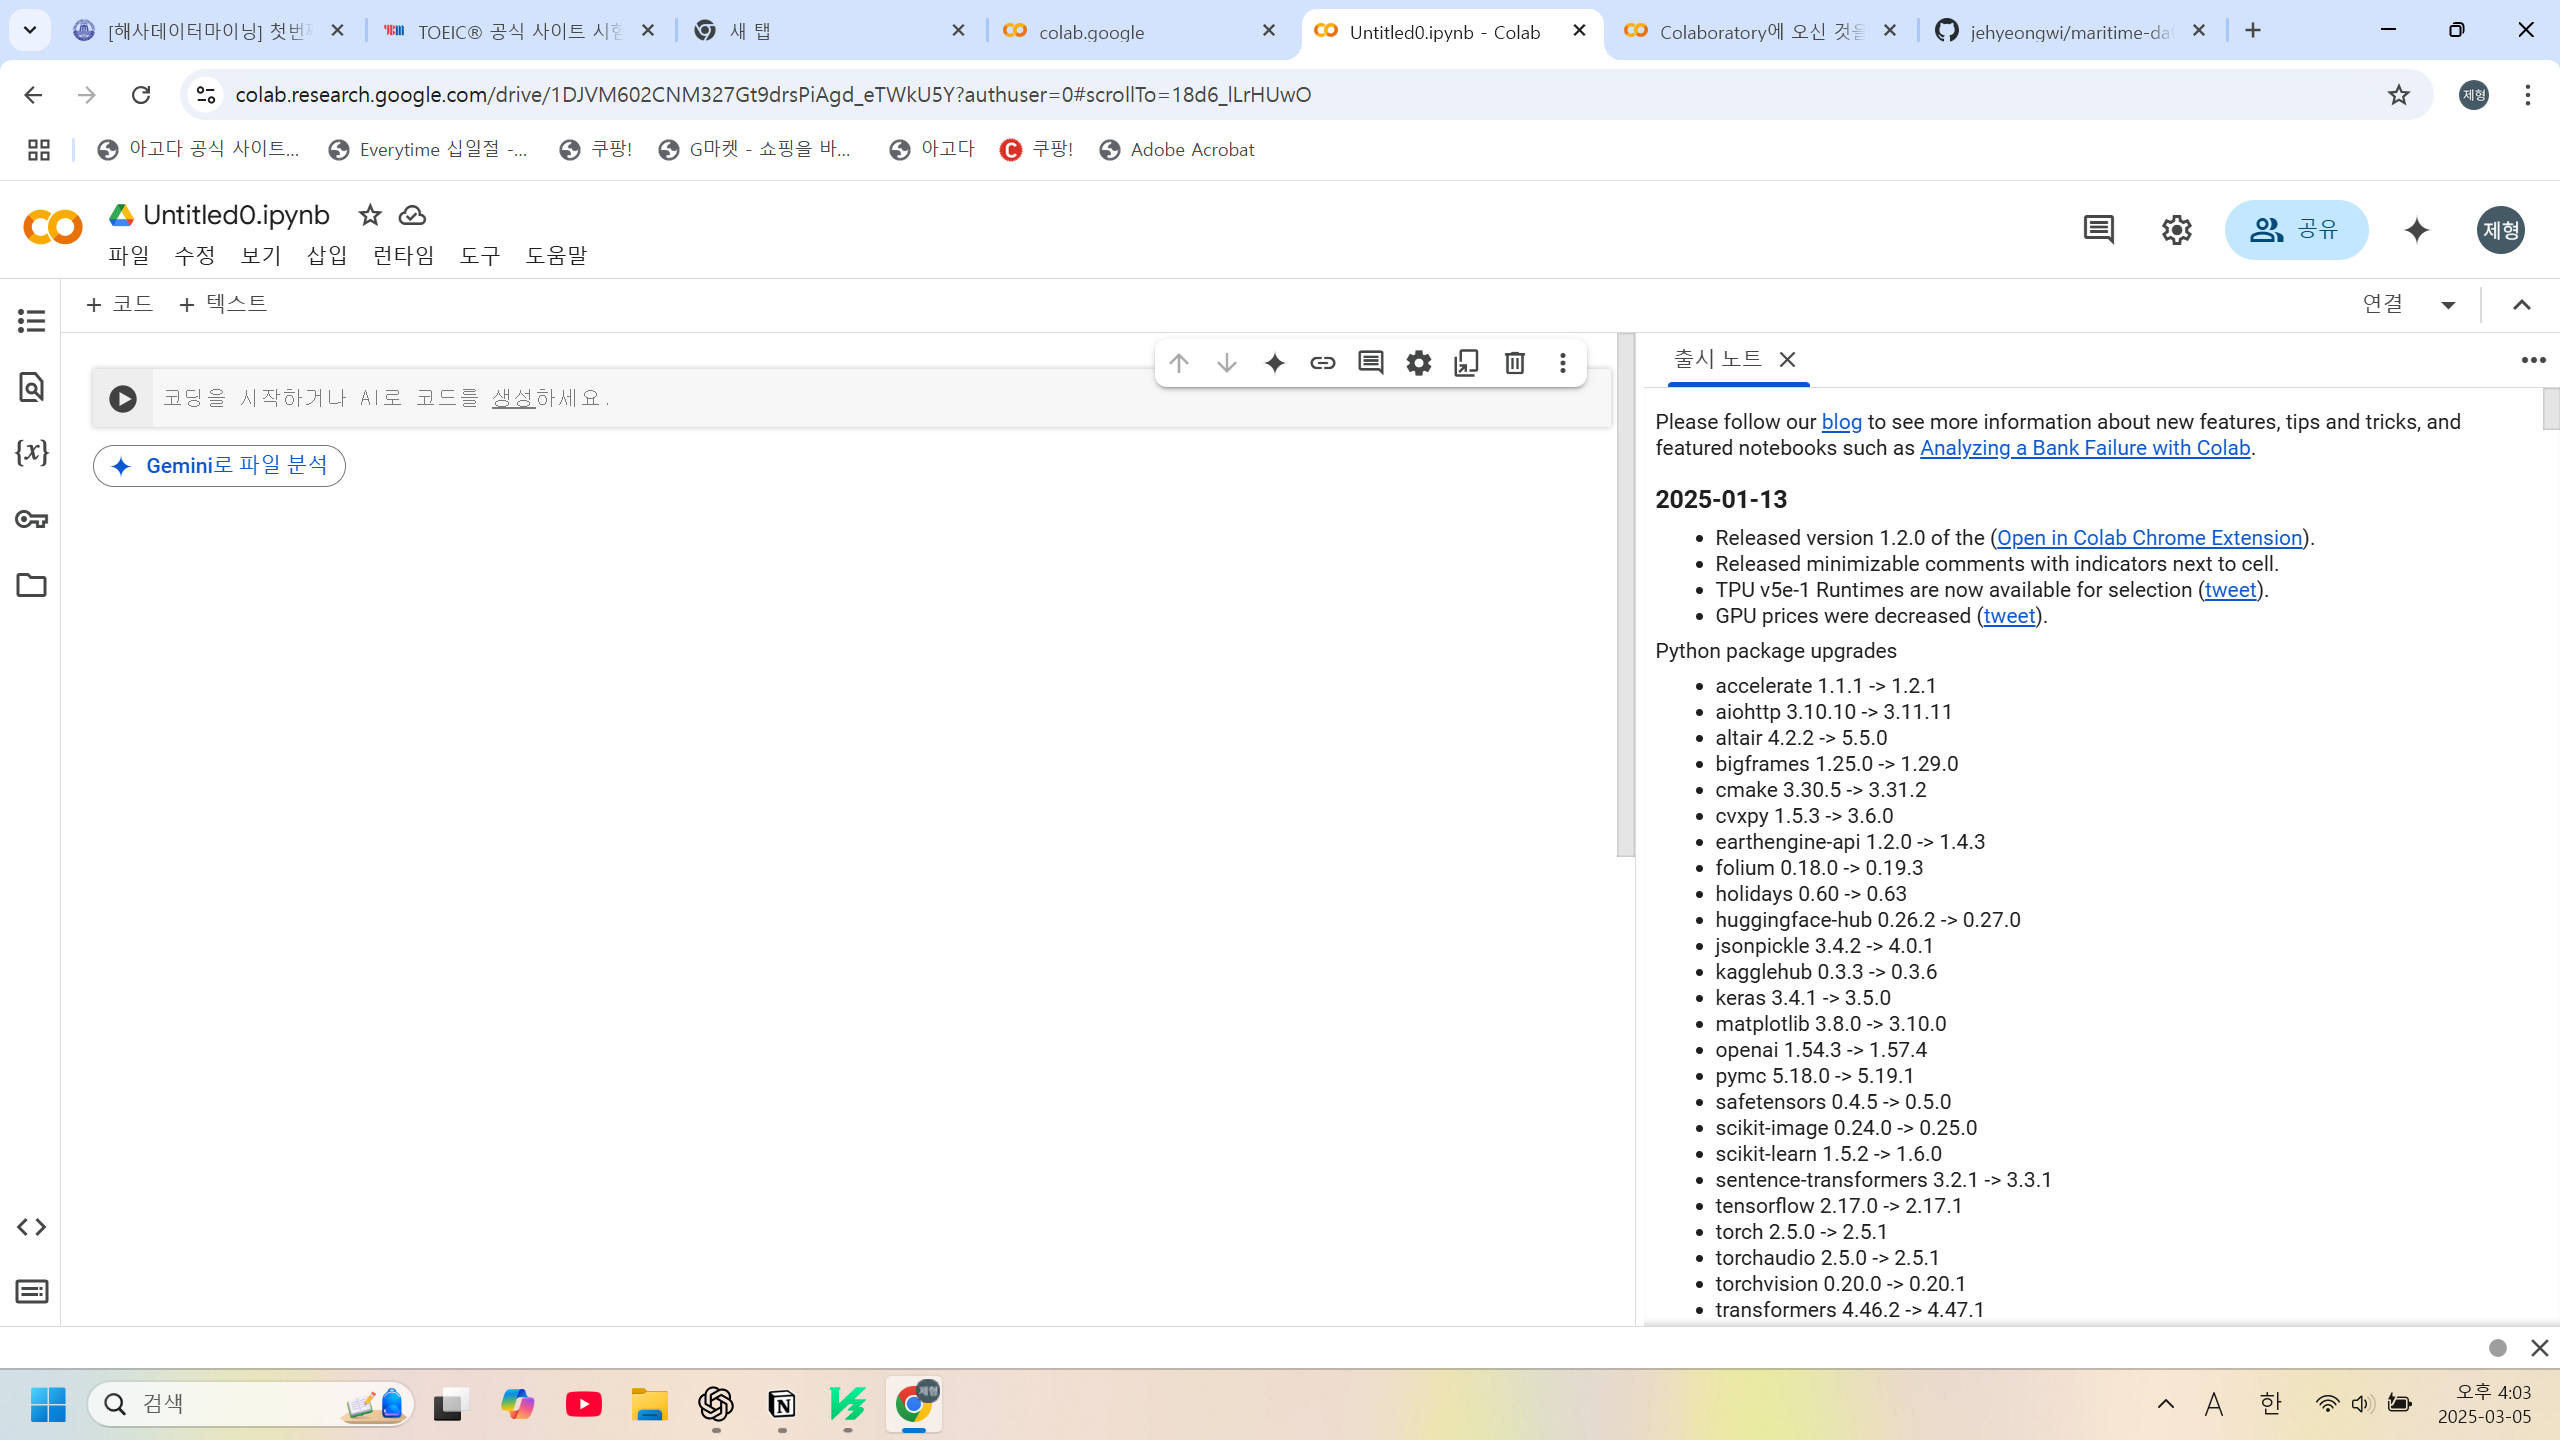 [해사데이터마이닝] 첫번째
TOEIC® 공식 사이트 시험
새 탭
colab.google
Untitled0.ipynb - Colab
Colaboratory에 오신 것을
jehyeongwi/maritime-dat
colab.research.google.com/drive/1DJVM602CNM327Gt9drsPiAgd_eTWkU5Y?authuser=0#scrollTo=18d6_lLrHUwO
제형
아고다 공식 사이트...
Everytime 십일절 -...
쿠팡!
G마켓 - 쇼핑을 바...
아고다
쿠팡!
Adobe Acrobat
Untitled0.ipynb
파일 수정 보기 삽입 런타임 도구 도움말
공유
제형
+ 코드 + 텍스트
연결
코딩을 시작하거나 AI로 코드를 생성하세요.
Gemini로 파일 분석
출시 노트
Please follow our blog to see more information about new features, tips and tricks, and
featured notebooks such as Analyzing a Bank Failure with Colab.
2025-01-13
Released version 1.2.0 of the (Open in Colab Chrome Extension).
Released minimizable comments with indicators next to cell.
TPU v5e-1 Runtimes are now available for selection (tweet).
GPU prices were decreased (tweet).
Python package upgrades
accelerate 1.1.1 -> 1.2.1
aiohttp 3.10.10 -> 3.11.11
altair 4.2.2 -> 5.5.0
bigframes 1.25.0 -> 1.29.0
cmake 3.30.5 -> 3.31.2
cvxpy 1.5.3 -> 3.6.0
earthengine-api 1.2.0 -> 1.4.3
folium 0.18.0 -> 0.19.3
holidays 0.60 -> 0.63
huggingface-hub 0.26.2 -> 0.27.0
jsonpickle 3.4.2 -> 4.0.1
kagglehub 0.3.3 -> 0.3.6
keras 3.4.1 -> 3.5.0
matplotlib 3.8.0 -> 3.10.0
openai 1.54.3 -> 1.57.4
pymc 5.18.0 -> 5.19.1
safetensors 0.4.5 -> 0.5.0
scikit-image 0.24.0 -> 0.25.0
scikit-learn 1.5.2 -> 1.6.0
sentence-transformers 3.2.1 -> 3.3.1
tensorflow 2.17.0 -> 2.17.1
torch 2.5.0 -> 2.5.1
torchaudio 2.5.0 -> 2.5.1
torchvision 0.20.0 -> 0.20.1
transformers 4.46.2 -> 4.47.1
검색
제형
A
한
오후 4:03
2025-03-05